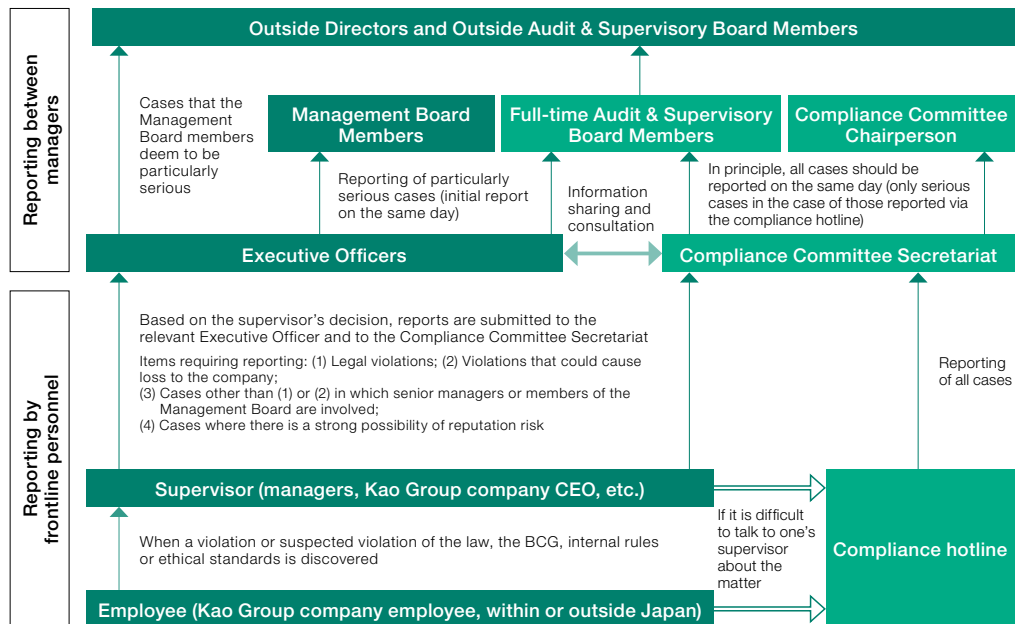 Reporting between
managers
Outside Directors and Outside Audit & Supervisory Board Members
Cases that the
Management
Board members
deem to be
particularly
serious
Management Board
Members
Full-time Audit & Supervisory
Board Members
Compliance Committee
Chairperson
Reporting of particularly
serious cases (initial report
on the same day)
Information
sharing and
consultation
In principle, all cases should be
reported on the same day (only serious
cases in the case of those reported via
the compliance hotline)
Executive Officers
Compliance Committee Secretariat
Reporting by
frontline personnel
Based on the supervisor's decision, reports are submitted to the
relevant Executive Officer and to the Compliance Committee Secretariat
Items requiring reporting: (1) Legal violations; (2) Violations that could cause
loss to the company;
(3) Cases other than (1) or (2) in which senior managers or members of the
Management Board are involved;
(4) Cases where there is a strong possibility of reputation risk
Reporting
of all cases
Supervisor (managers, Kao Group company CEO, etc.)
When a violation or suspected violation of the law, the BCG, internal rules
or ethical standards is discovered
If it is difficult
to talk to one's
supervisor
about the
matter
Compliance hotline
Employee (Kao Group company employee, within or outside Japan)